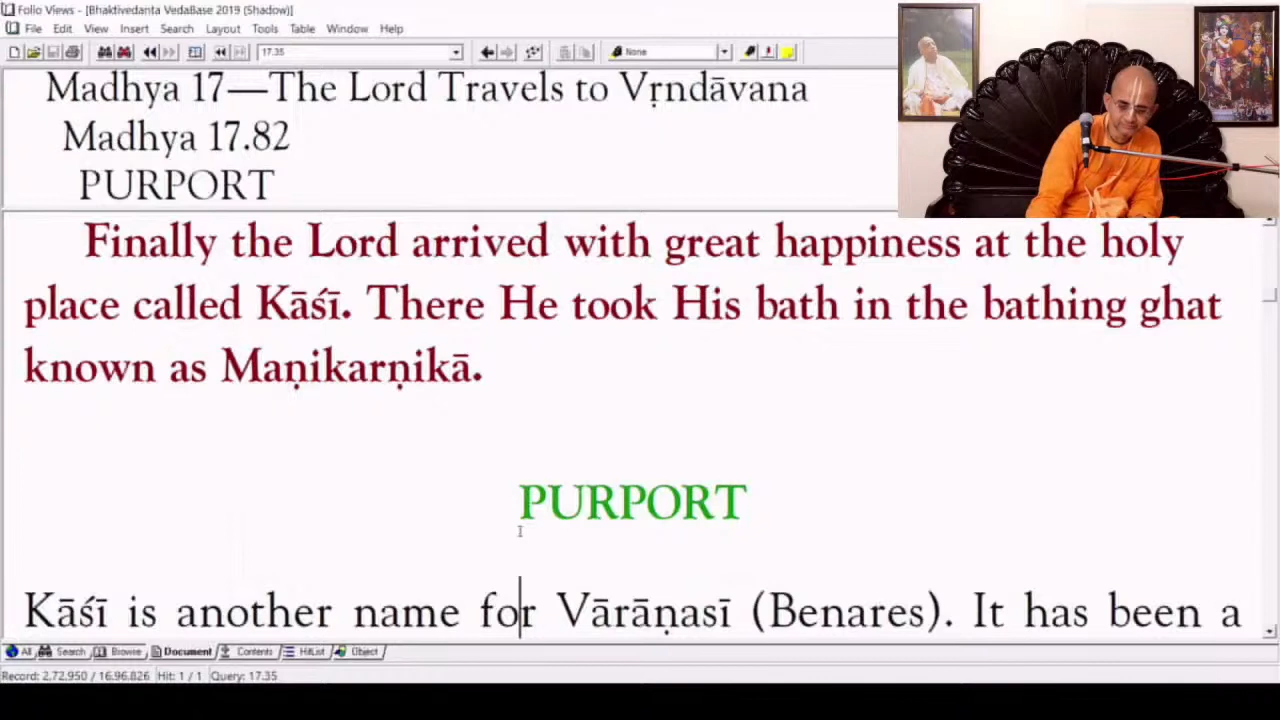 Folio Views - [Bhaktivedanta VedaBase 2019 (Shadow)]
File Edit View Insert Search Layout Tools Table Window Help
17.35 None
Madhya 17—The Lord Travels to Vṛndāvana
Madhya 17.82
PURPORT
Finally the Lord arrived with great happiness at the holy
place called Kāśī. There He took His bath in the bathing ghat
known as Maṇikarṇikā.
PURPORT
Kāśī is another name for Vārāṇasī (Benares). It has been a
All Search Browse Document Contents HitList Object
Record: 2,72,950 / 16,96,826 Hit: 1 / 1 Query: 17.35